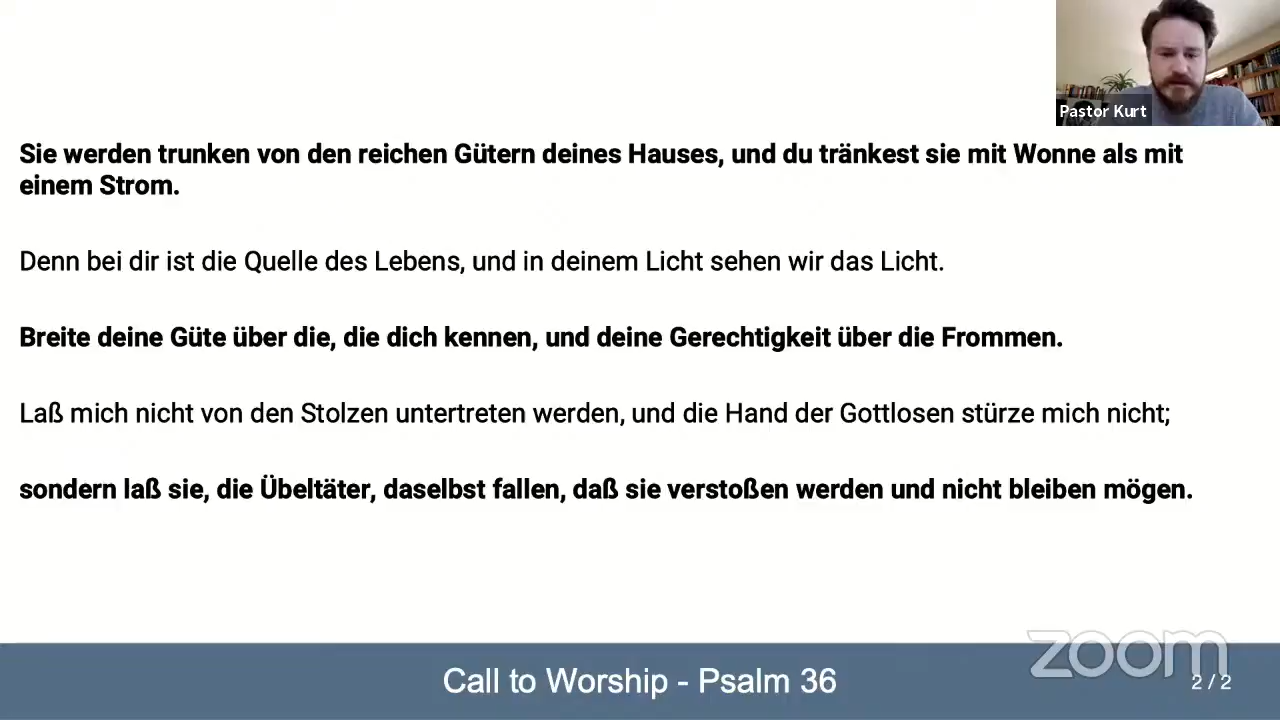 Pastor Kurt
Sie werden trunken von den reichen Gütern deines Hauses, und du tränkest sie mit Wonne als mit
einem Strom.
Denn bei dir ist die Quelle des Lebens, und in deinem Licht sehen wir das Licht.
Breite deine Güte über die, die dich kennen, und deine Gerechtigkeit über die Frommen.
Laß mich nicht von den Stolzen untertreten werden, und die Hand der Gottlosen stürze mich nicht;
sondern laß sie, die Übeltäter, daselbst fallen, daß sie verstoßen werden und nicht bleiben mögen.
zoom
Call to Worship - Psalm 36
2 / 2